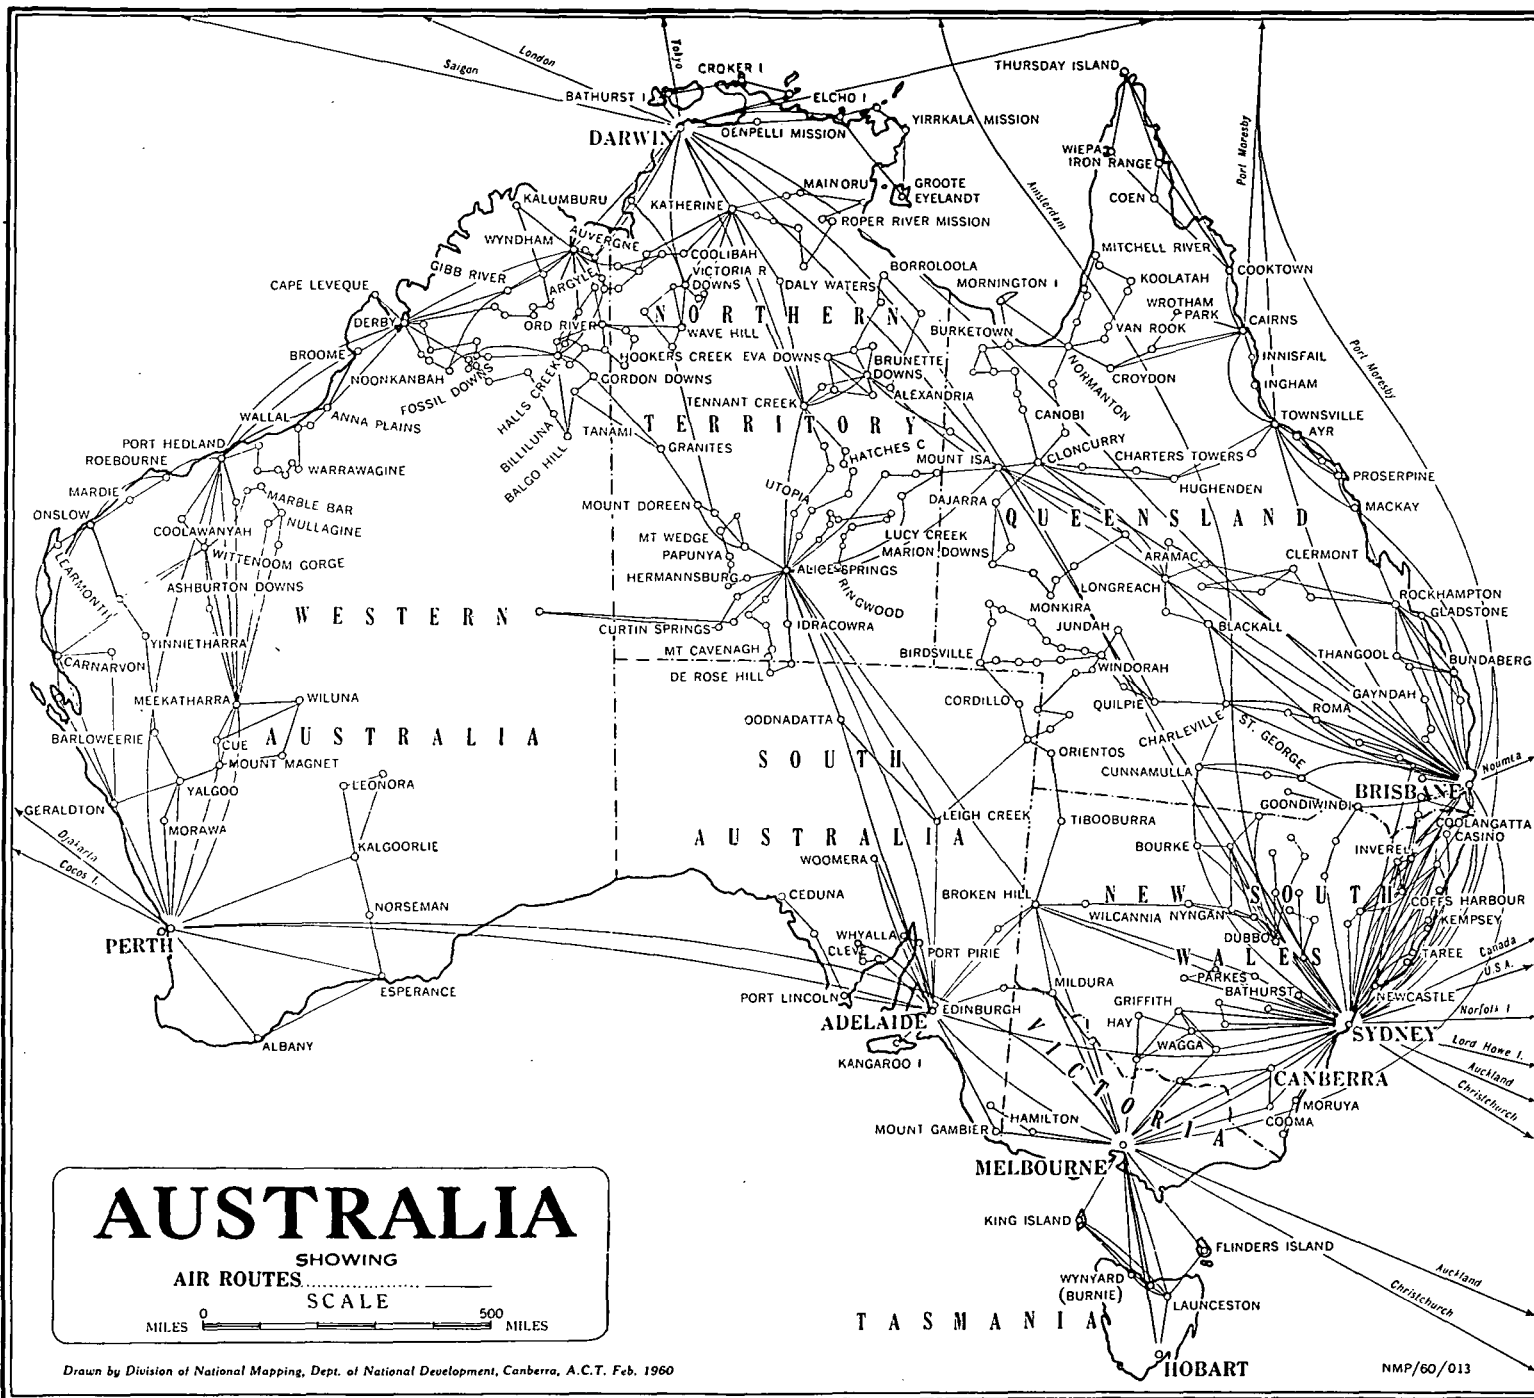 Saigon
London
Tokyo
CROKER I
THURSDAY ISLAND
BATHURST I
ELCHO I
YIRRKALA MISSION
DARWIN
OENPELLI MISSION
Port Moresby
WIEPA
IRON RANGE
MAINORU
GROOTE
EYELANDT
Amsterdam
COEN
KALUMBURU
KATHERINE
ROPER RIVER MISSION
WYNDHAM
AUVERGNE
COOLIBAH
MITCHELL RIVER
GIBB RIVER
ARGYLE
VICTORIA R
DOWNS
DALY WATERS
BORROLOOLA
MORNINGTON I
KOOLATAH
COOKTOWN
CAPE LEVEQUE
WROTHAM
PARK
DERBY
ORD RIVER
NORTHERN
WAVE HILL
BURKETOWN
VAN ROOK
CAIRNS
BROOME
HOOKERS CREEK
EVA DOWNS
BRUNETTE
DOWNS
INNISFAIL
Port Moresby
NOONKANBAH
FOSSIL DOWNS
HALLS CREEK
GORDON DOWNS
NORMANTON
CROYDON
INGHAM
WALLAL
ANNA PLAINS
TENNANT CREEK
ALEXANDRIA
CANOBI
TOWNSVILLE
AYR
PORT HEDLAND
BILLILUNA
TANAMI
TERRITORY
ROEBOURNE
WARRAWAGINE
BALGO HILL
GRANITES
HATCHES C
MOUNT ISA
CLONCURRY
CHARTERS TOWERS
PROSERPINE
MARDIE
MARBLE BAR
UTOPIA
DAJARRA
HUGHENDEN
MACKAY
ONSLOW
COOLAWANYAH
NULLAGINE
MOUNT DOREEN
QUEENSLAND
LEARMONTH
WITTENOOM GORGE
MT WEDGE
LUCY CREEK
MARION DOWNS
ARAMAC
CLERMONT
ASHBURTON DOWNS
PAPUNYA
HERMANNSBURG
ALICE SPRINGS
RINGWOOD
LONGREACH
ROCKHAMPTON
WESTERN
CURTIN SPRINGS
IDRACOWRA
MONKIRA
GLADSTONE
YINNIETHARRA
MT CAVENAGH
BIRDSVILLE
JUNDAH
BLACKALL
THANGOOL
CARNARVON
DE ROSE HILL
WINDORAH
BUNDABERG
MEEKATHARRA
WILUNA
OODNADATTA
CORDILLO
QUILPIE
CHARLEVILLE
ST. GEORGE
ROMA
GAYNDAH
BARLOWEERIE
CUE
AUSTRALIA
SOUTH
ORIENTOS
MOUNT MAGNET
CUNNAMULLA
Noumea
YALGOO
LEONORA
BRISBANE
GERALDTON
GOONDIWINDI
Djakarta
MORAWA
LEIGH CREEK
TIBOOBURRA
COOLANGATTA
CASINO
Cocos I.
KALGOORLIE
AUSTRALIA
WOOMERA
BOURKE
INVERELL
CEDUNA
BROKEN HILL
NEW SOUTH
COFFS HARBOUR
NORSEMAN
WILCANNIA
NYNGAN
KEMPSEY
PERTH
WHYALLA
CLEVE
PORT PIRIE
DUBBO
WALES
TAREE
Canada
U.S.A.
ESPERANCE
PORT LINCOLN
MILDURA
PARKES
BATHURST
NEWCASTLE
ADELAIDE
EDINBURGH
GRIFFITH
HAY
Norfolk I
ALBANY
KANGAROO I
VICTORIA
WAGGA
SYDNEY
Lord Howe I.
CANBERRA
Auckland
HAMILTON
MORUYA
Christchurch
MOUNT GAMBIER
COOMA
MELBOURNE
AUSTRALIA
KING ISLAND
SHOWING
FLINDERS ISLAND
AIR ROUTES
Auckland
WYNYARD
(BURNIE)
SCALE
LAUNCESTON
Christchurch
0 500
MILES MILES
TASMANIA
Drawn by Division of National Mapping, Dept. of National Development, Canberra, A.C.T. Feb. 1960
HOBART
NMP/60/013